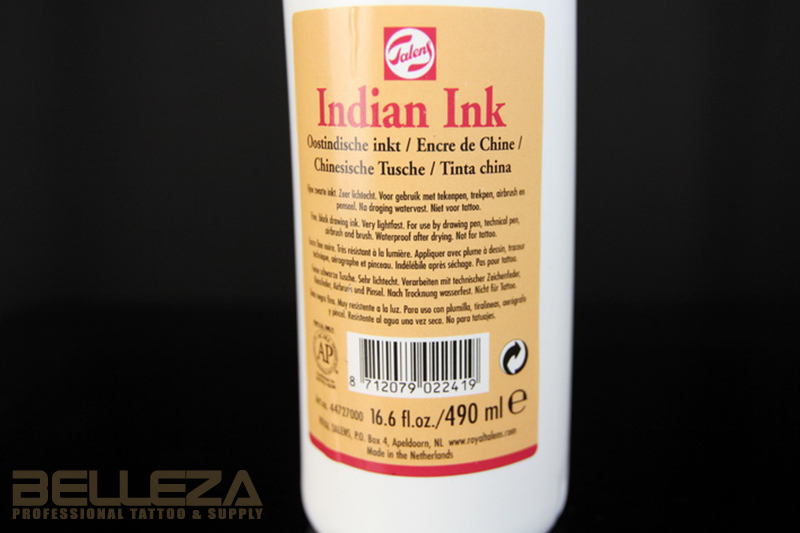 Talens
Indian Ink
Oostindische inkt / Encre de Chine /
Chinesische Tusche / Tinta china
zwarte inkt. Zeer lichtecht. Voor gebruik met tekenpen, trekpen, airbrush en
penseel. Na droging watervast. Niet voor tattoo.
Fine, black drawing ink. Very lightfast. For use by drawing pen, technical pen,
airbrush and brush. Waterproof after drying. Not for tattoo.
fine noire. Très résistant à la lumière. Appliquer avec plume à dessin, traceur
technique, aérographe et pinceau. Indélébile après séchage. Pas pour tattoo.
schwarze Tusche. Sehr lichtecht. Verarbeiten mit technischer Zeichenfeder,
Airbrush und Pinsel. Nach Trocknung wasserfest. Nicht für Tattoo.
negra fina. Muy resistente a la luz. Para uso con plumilla, tiralineas, aerógrafo
y pincel. Resistente al agua una vez seco. No para tatuajes.
AP
8 712079 022419
44727000 16.6 fl.oz./490 ml e
ROYAL TALENS, P.O. Box 4, Apeldoorn, NL www.royaltalens.com
Made in the Netherlands
BELLEZA
PROFESSIONAL TATTOO & SUPPLY